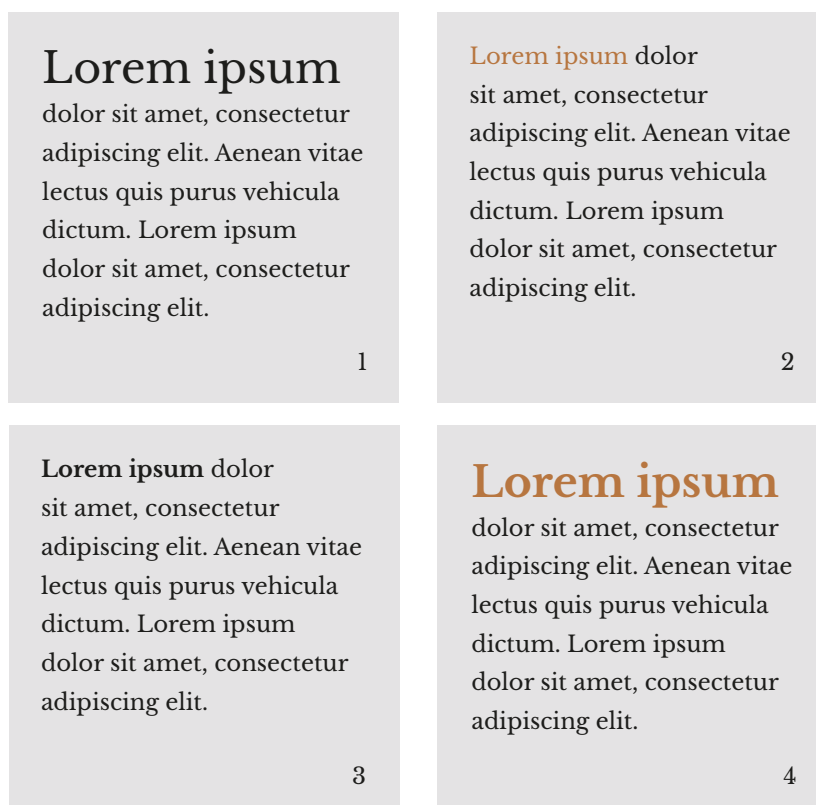 Lorem ipsum
dolor sit amet, consectetur
adipiscing elit. Aenean vitae
lectus quis purus vehicula
dictum. Lorem ipsum
dolor sit amet, consectetur
adipiscing elit.
1
Lorem ipsum dolor
sit amet, consectetur
adipiscing elit. Aenean vitae
lectus quis purus vehicula
dictum. Lorem ipsum
dolor sit amet, consectetur
adipiscing elit.
2
Lorem ipsum dolor
sit amet, consectetur
adipiscing elit. Aenean vitae
lectus quis purus vehicula
dictum. Lorem ipsum
dolor sit amet, consectetur
adipiscing elit.
3
Lorem ipsum
dolor sit amet, consectetur
adipiscing elit. Aenean vitae
lectus quis purus vehicula
dictum. Lorem ipsum
dolor sit amet, consectetur
adipiscing elit.
4